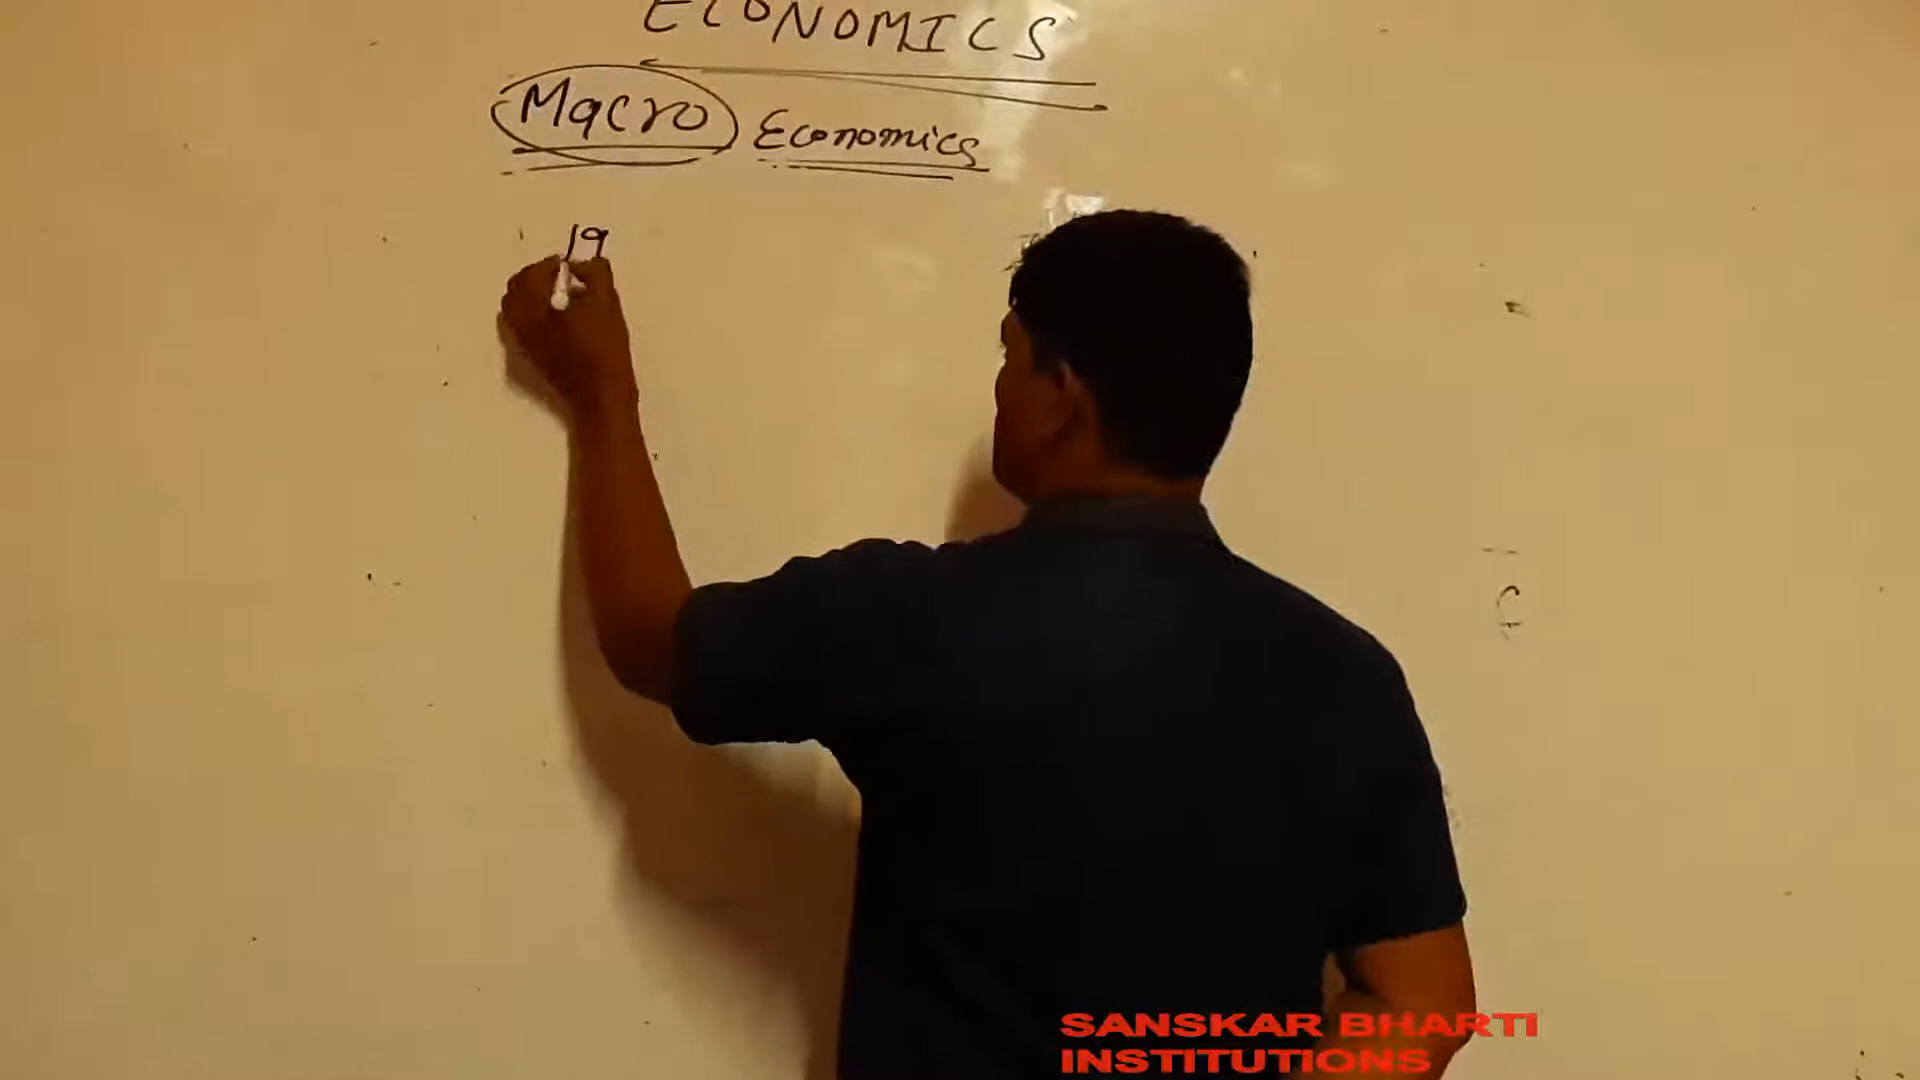 ECONOMICS
Macro Economics
19
SANSKAR BHARTI
INSTITUTIONS